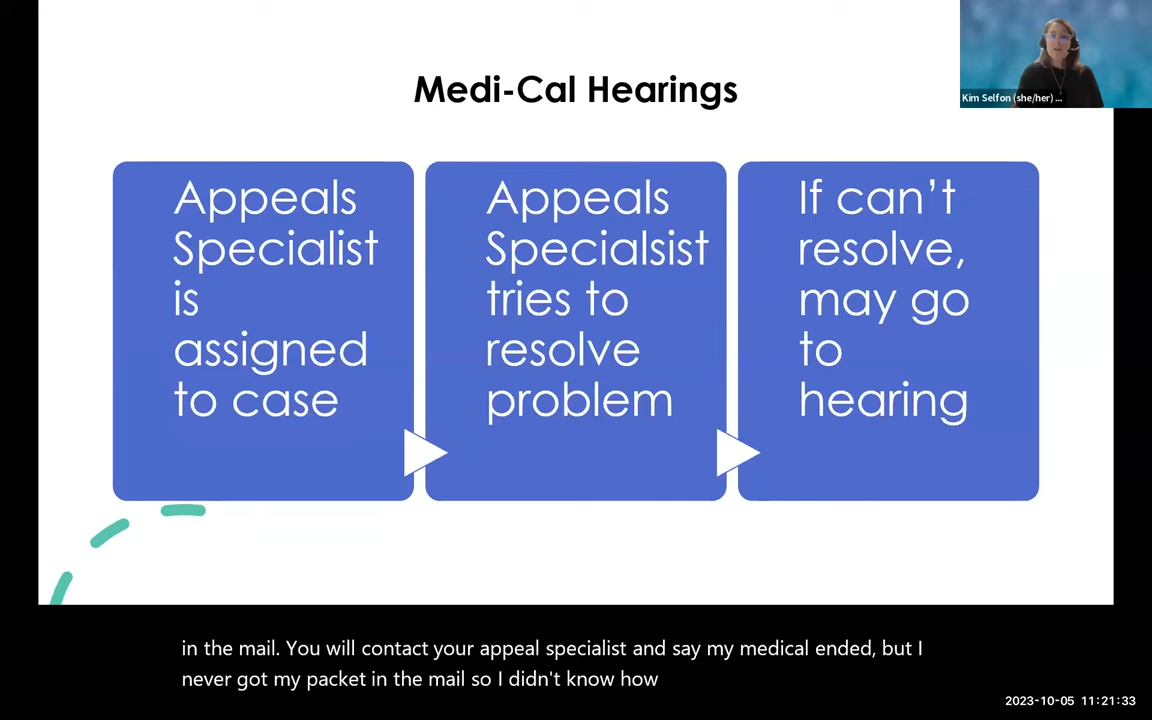 Medi-Cal Hearings
Kim Selfon (she/her) ...
Appeals
Specialist
is
assigned
to case
Appeals
Specialsist
tries to
resolve
problem
If can't
resolve,
may go
to
hearing
in the mail. You will contact your appeal specialist and say my medical ended, but I
never got my packet in the mail so I didn't know how
2023-10-05 11:21:33